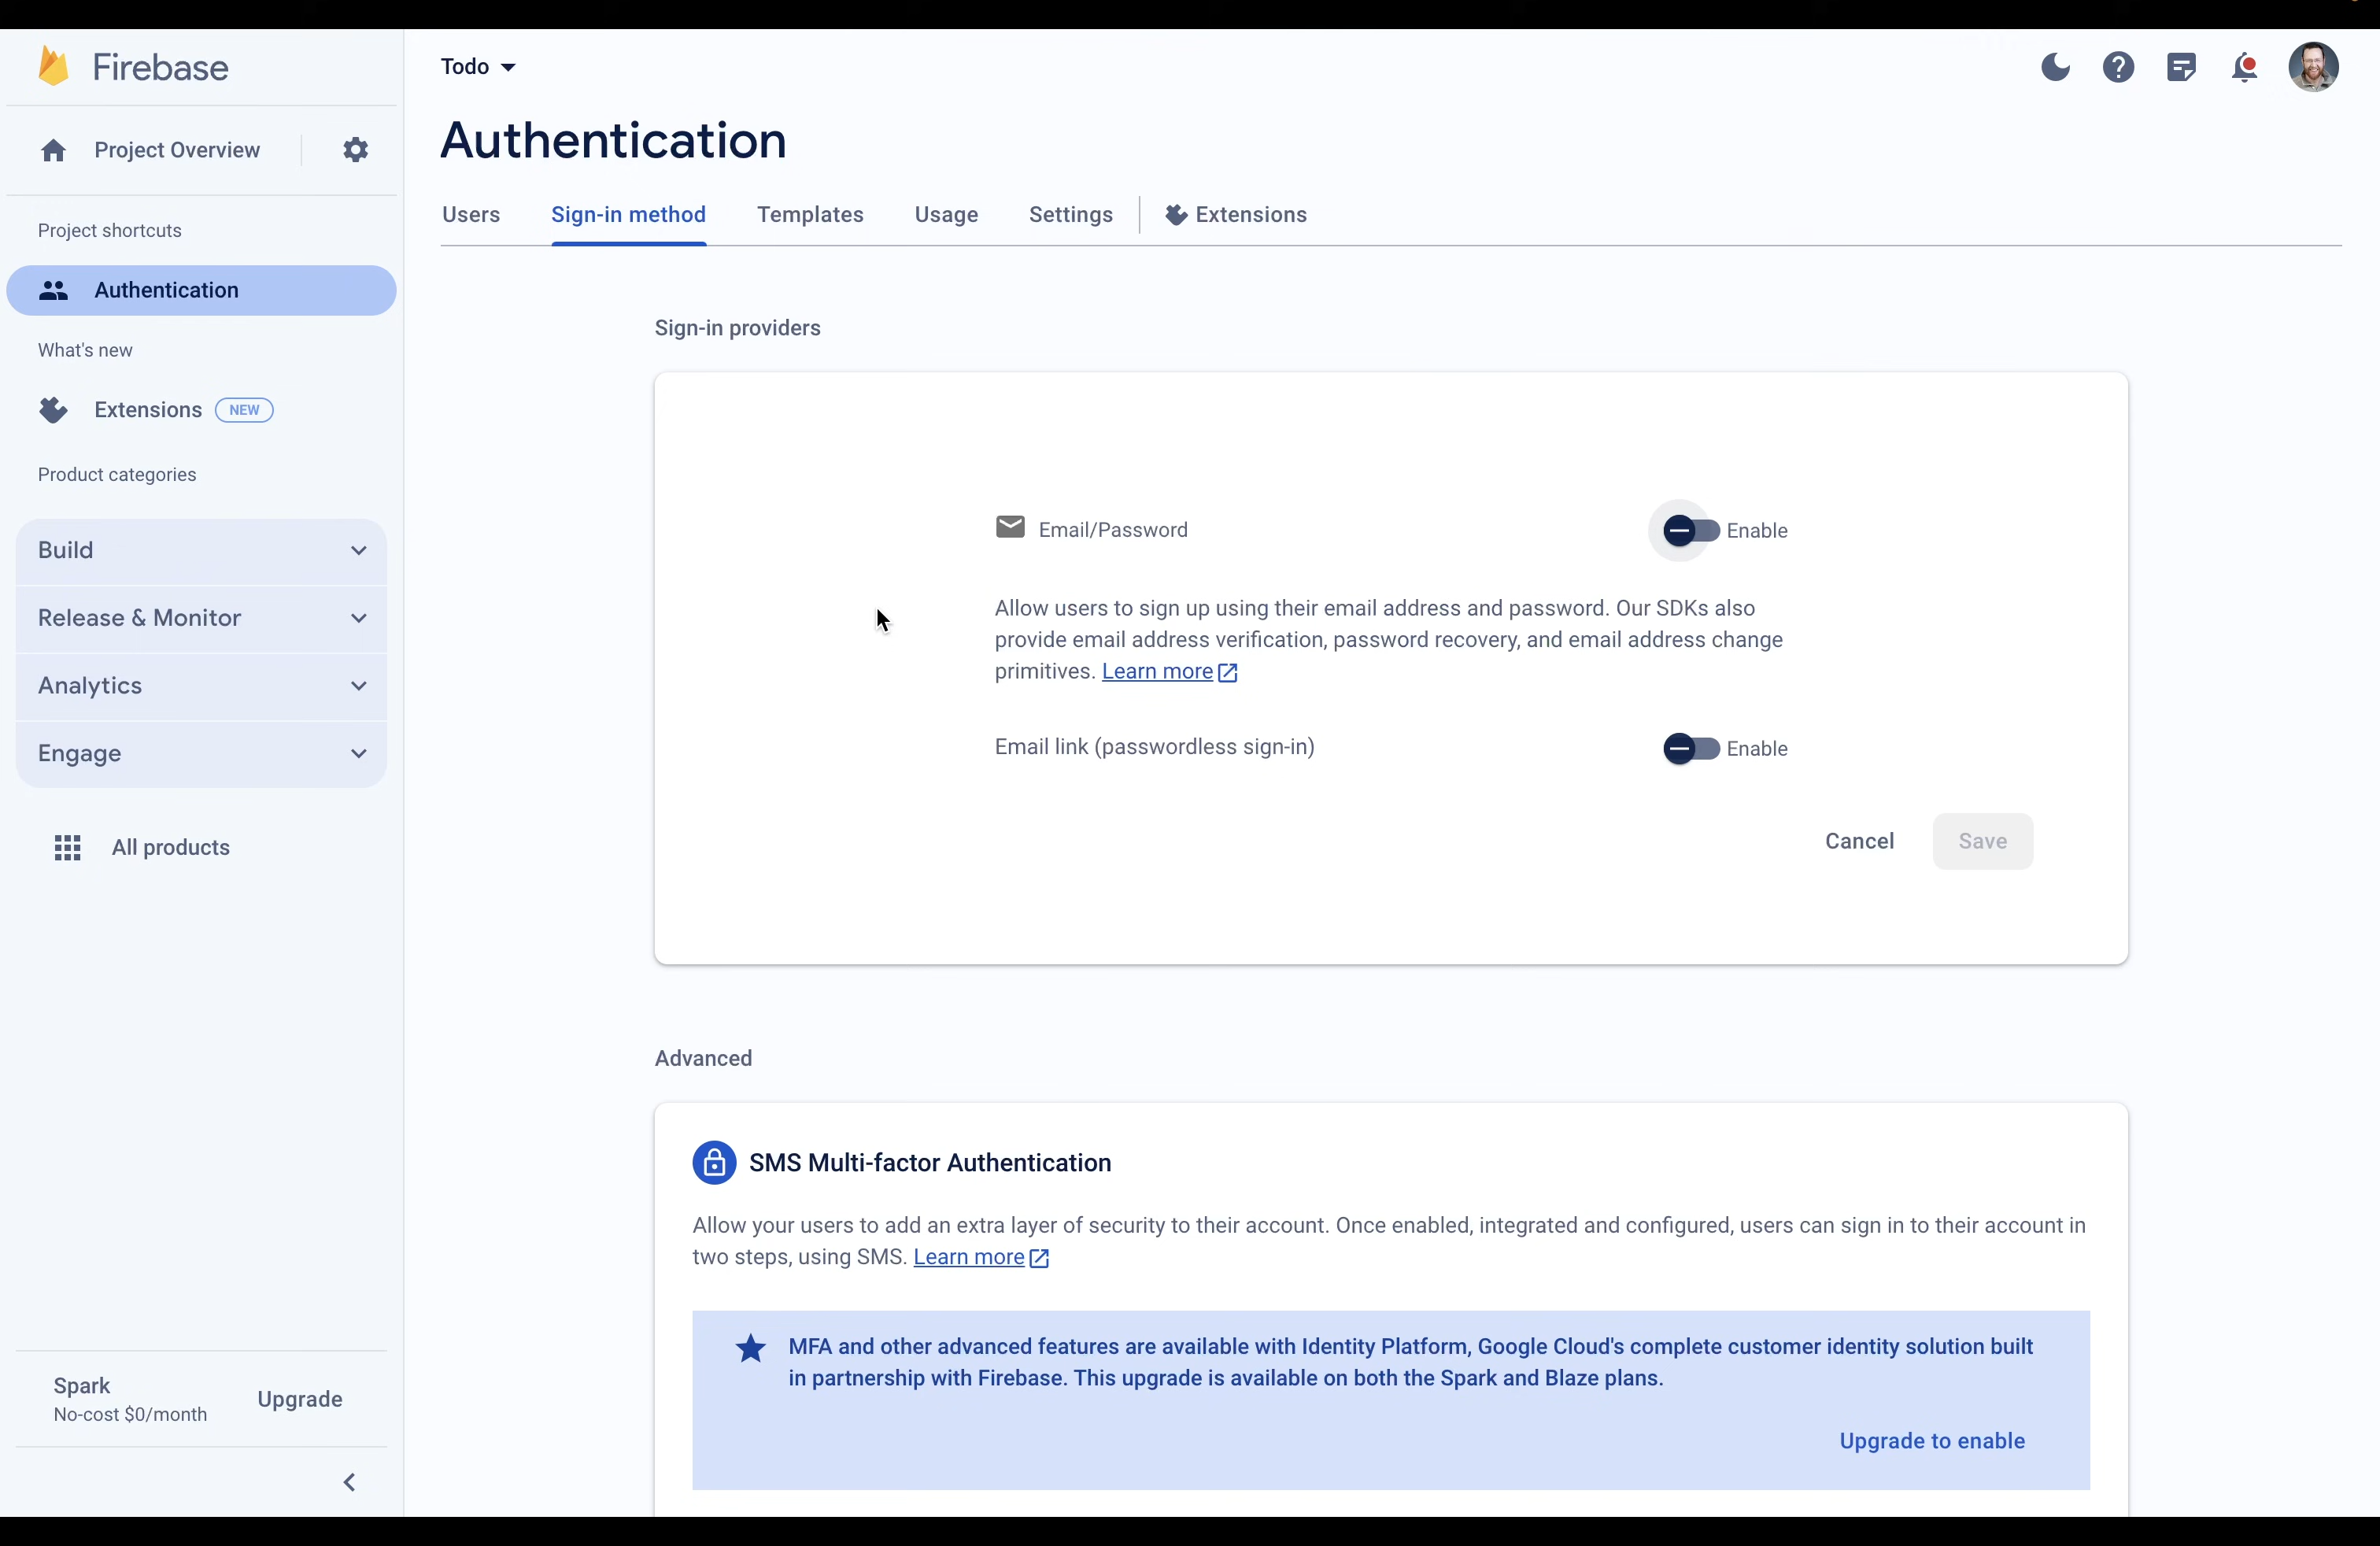 Firebase
Project Overview
Project shortcuts
Authentication
What's new
Extensions NEW
Product categories
Build
Release & Monitor
Analytics
Engage
All products
Spark
No-cost $0/month
Upgrade
Todo
Authentication
Users
Sign-in method
Templates
Usage
Settings
Extensions
Sign-in providers
Email/Password
Enable
Allow users to sign up using their email address and password. Our SDKs also
provide email address verification, password recovery, and email address change
primitives. Learn more
Email link (passwordless sign-in)
Enable
Cancel
Save
Advanced
SMS Multi-factor Authentication
Allow your users to add an extra layer of security to their account. Once enabled, integrated and configured, users can sign in to their account in
two steps, using SMS. Learn more
MFA and other advanced features are available with Identity Platform, Google Cloud's complete customer identity solution built
in partnership with Firebase. This upgrade is available on both the Spark and Blaze plans.
Upgrade to enable